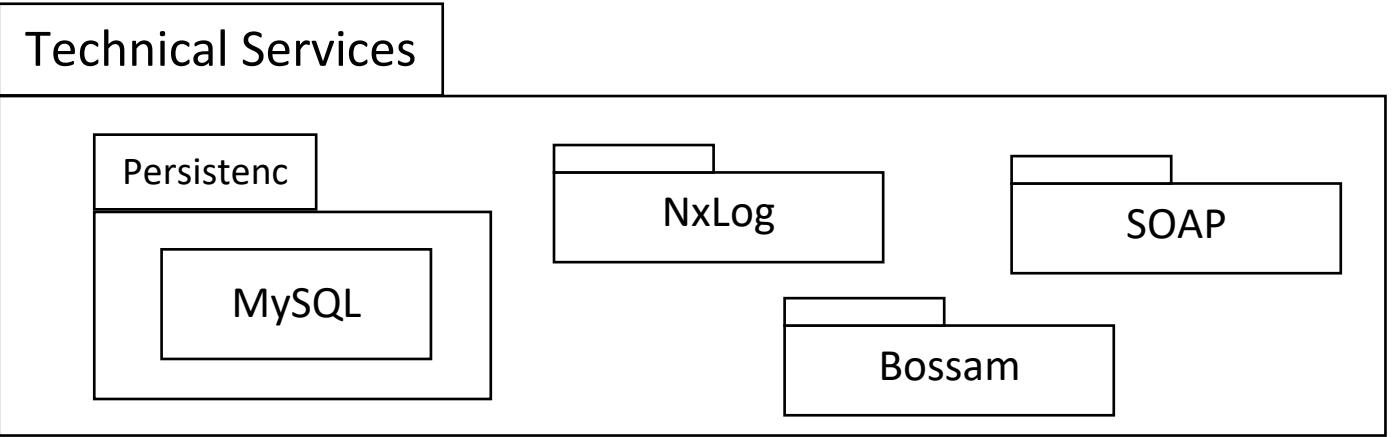 Technical Services
Persistenc
NxLog
SOAP
MySQL
Bossam